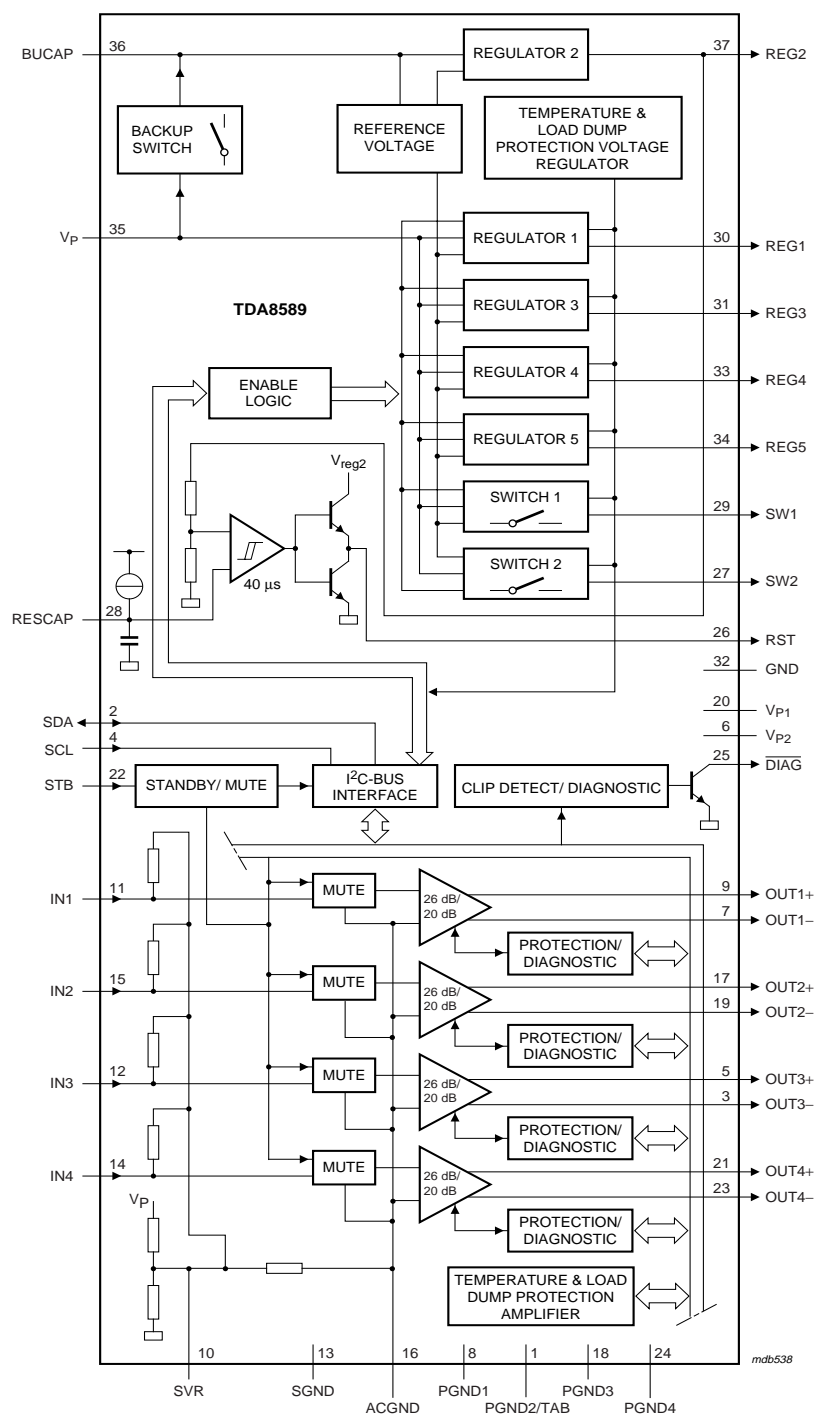 BUCAP
36
REGULATOR 2
37
REG2
BACKUP
SWITCH
REFERENCE
VOLTAGE
TEMPERATURE &
LOAD DUMP
PROTECTION VOLTAGE
REGULATOR
VP
35
REGULATOR 1
30
REG1
TDA8589
REGULATOR 3
31
REG3
ENABLE
LOGIC
REGULATOR 4
33
REG4
REGULATOR 5
34
REG5
Vreg2
SWITCH 1
29
SW1
40 μs
SWITCH 2
27
SW2
RESCAP
28
26
RST
32
GND
20
VP1
6
VP2
SDA
2
SCL
4
25
DIAG
STB
22
STANDBY/ MUTE
I2C-BUS
INTERFACE
CLIP DETECT/ DIAGNOSTIC
IN1
11
MUTE
26 dB/
20 dB
9
OUT1+
7
OUT1−
PROTECTION/
DIAGNOSTIC
IN2
15
MUTE
26 dB/
20 dB
17
OUT2+
19
OUT2−
PROTECTION/
DIAGNOSTIC
IN3
12
MUTE
26 dB/
20 dB
5
OUT3+
3
OUT3−
PROTECTION/
DIAGNOSTIC
IN4
14
MUTE
26 dB/
20 dB
21
OUT4+
23
OUT4−
VP
PROTECTION/
DIAGNOSTIC
TEMPERATURE & LOAD
DUMP PROTECTION
AMPLIFIER
10
13
16
8
1
18
24
mdb538
SVR
SGND
ACGND
PGND1
PGND2/TAB
PGND3
PGND4